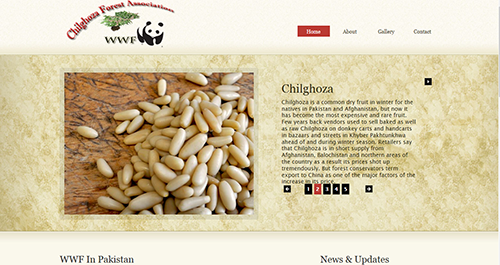 Chilghoza Forest Associations
WWF
Home About Gallery Contact
Chilghoza
Chilghoza is a common dry fruit in winter for the
natives in Pakistan and Afghanistan, but now it
has become the most expensive and rare fruit.
Few years back vendors used to sell baked as well
as raw Chilghoza on donkey carts and handcarts
in bazaars and streets in Khyber Pakhtunkhwa
ahead of and during winter season. Retailers say
that Chilghoza is in short supply from
Afghanistan, Balochistan and northern areas of
the country as a result its prices shot up
tremendously. But forest conservators term
export to China as one of the major factors of the
increase in its price.
1 2 3 4 5
WWF In Pakistan
News & Updates